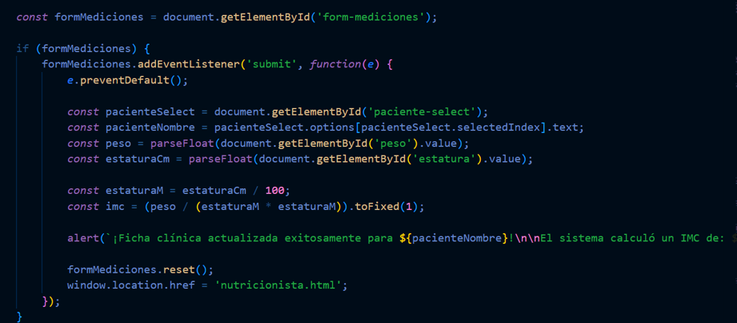 const formMediciones = document.getElementById('form-mediciones');
if (formMediciones) {
formMediciones.addEventListener('submit', function(e) {
e.preventDefault();
const pacienteSelect = document.getElementById('paciente-select');
const pacienteNombre = pacienteSelect.options[pacienteSelect.selectedIndex].text;
const peso = parseFloat(document.getElementById('peso').value);
const estaturaCm = parseFloat(document.getElementById('estatura').value);
const estaturaM = estaturaCm / 100;
const imc = (peso / (estaturaM * estaturaM)).toFixed(1);
alert(`¡Ficha clínica actualizada exitosamente para ${pacienteNombre}!\n\nEl sistema calculó un IMC de:
formMediciones.reset();
window.location.href = 'nutricionista.html';
});
}